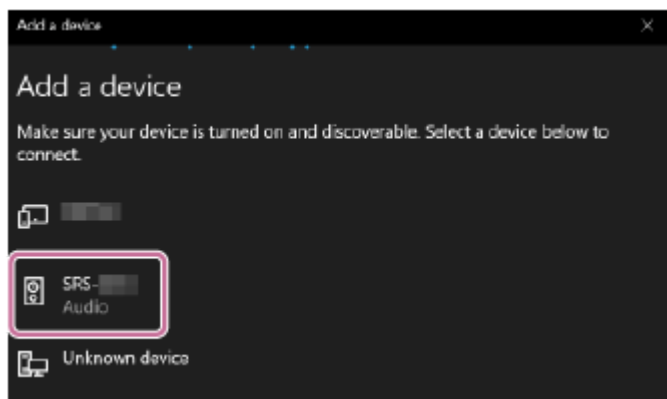 Add a device
Add a device
Make sure your device is turned on and discoverable. Select a device below to
connect.
SRS-
Audio
Unknown device